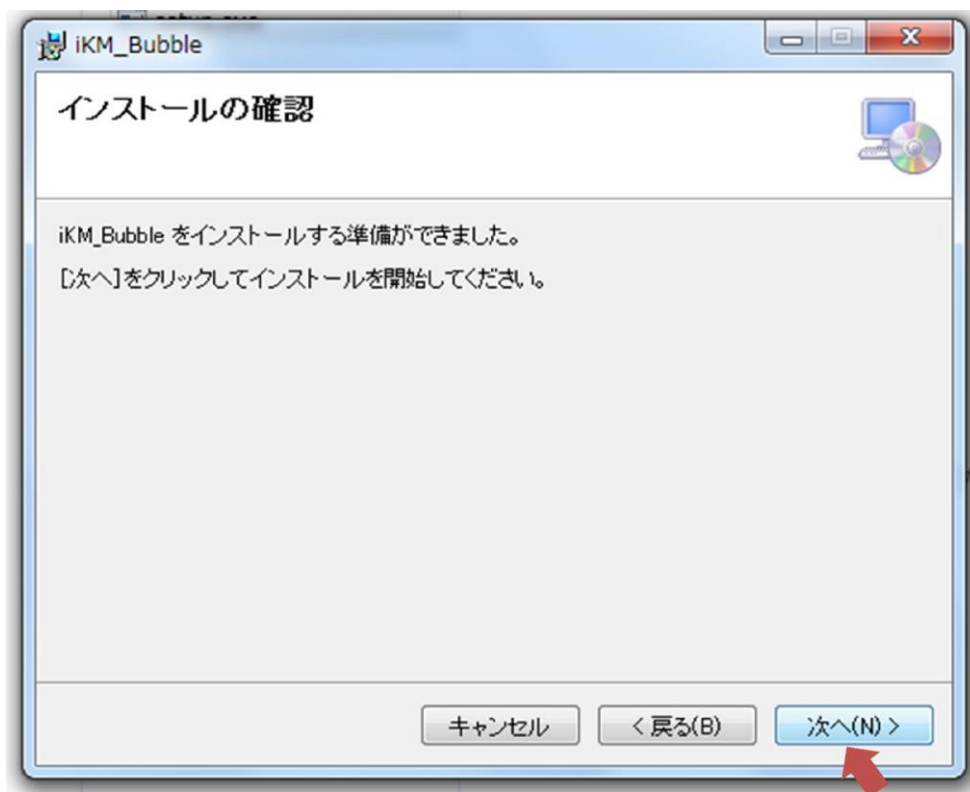 iKM_Bubble
インストールの確認
iKM_Bubble をインストールする準備ができました。
[次へ]をクリックしてインストールを開始してください。
キャンセル
< 戻る(B)
次へ(N) >